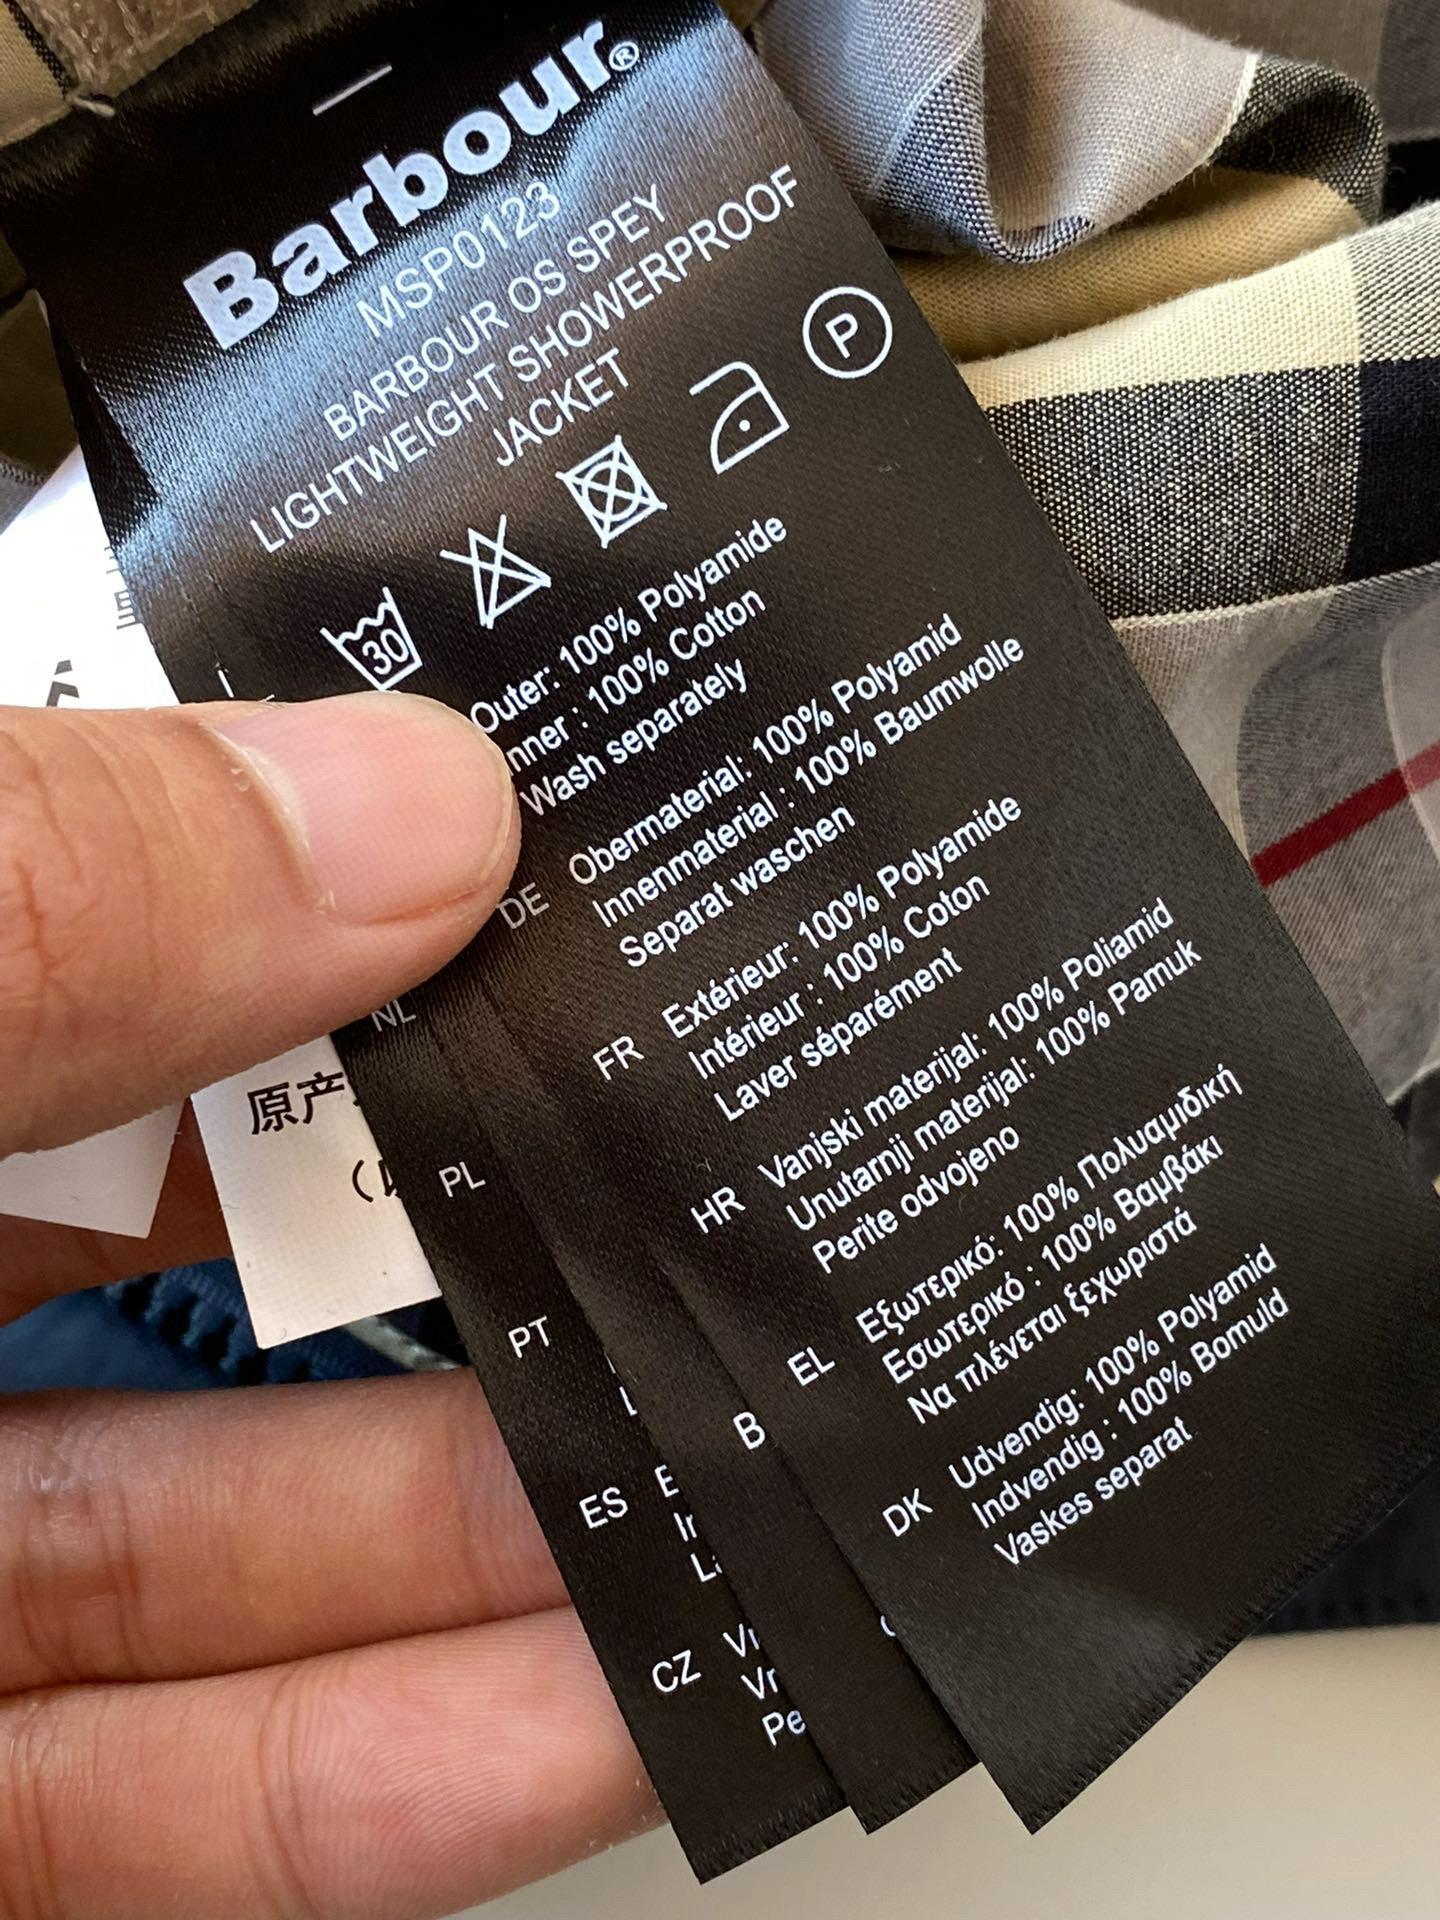 Barbour®
MSP0123
BARBOUR OS SPEY
LIGHTWEIGHT SHOWERPROOF
JACKET
30
P
Outer: 100% Polyamide
nner : 100% Cotton
Wash separately
DE
Obermaterial: 100% Polyamid
Innenmaterial : 100% Baumwolle
Separat waschen
FR
Extérieur: 100% Polyamide
Intérieur : 100% Coton
Laver séparément
HR
Vanjski materijal: 100% Poliamid
Unutarnji materijal: 100% Pamuk
Perite odvojeno
EL
Εξωτερικό: 100% Πολυαμιδική
Εσωτερικό : 100% Βαμβάκι
Να πλένεται ξεχωριστά
DK
Udvendig: 100% Polyamid
Indvendig : 100% Bomuld
Vaskes separat
NL
PL
PT
ES
CZ
Pe
原产